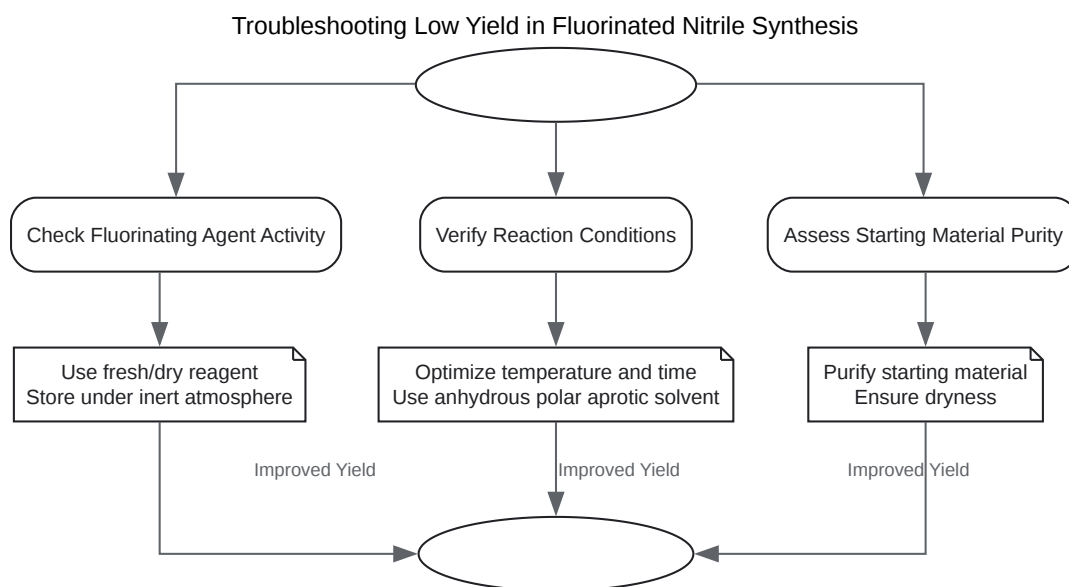 Troubleshooting Low Yield in Fluorinated Nitrile Synthesis
Check Fluorinating Agent Activity
Verify Reaction Conditions
Assess Starting Material Purity
Use fresh/dry reagent
Store under inert atmosphere
Optimize temperature and time
Use anhydrous polar aprotic solvent
Purify starting material
Ensure dryness
Improved Yield
Improved Yield
Improved Yield